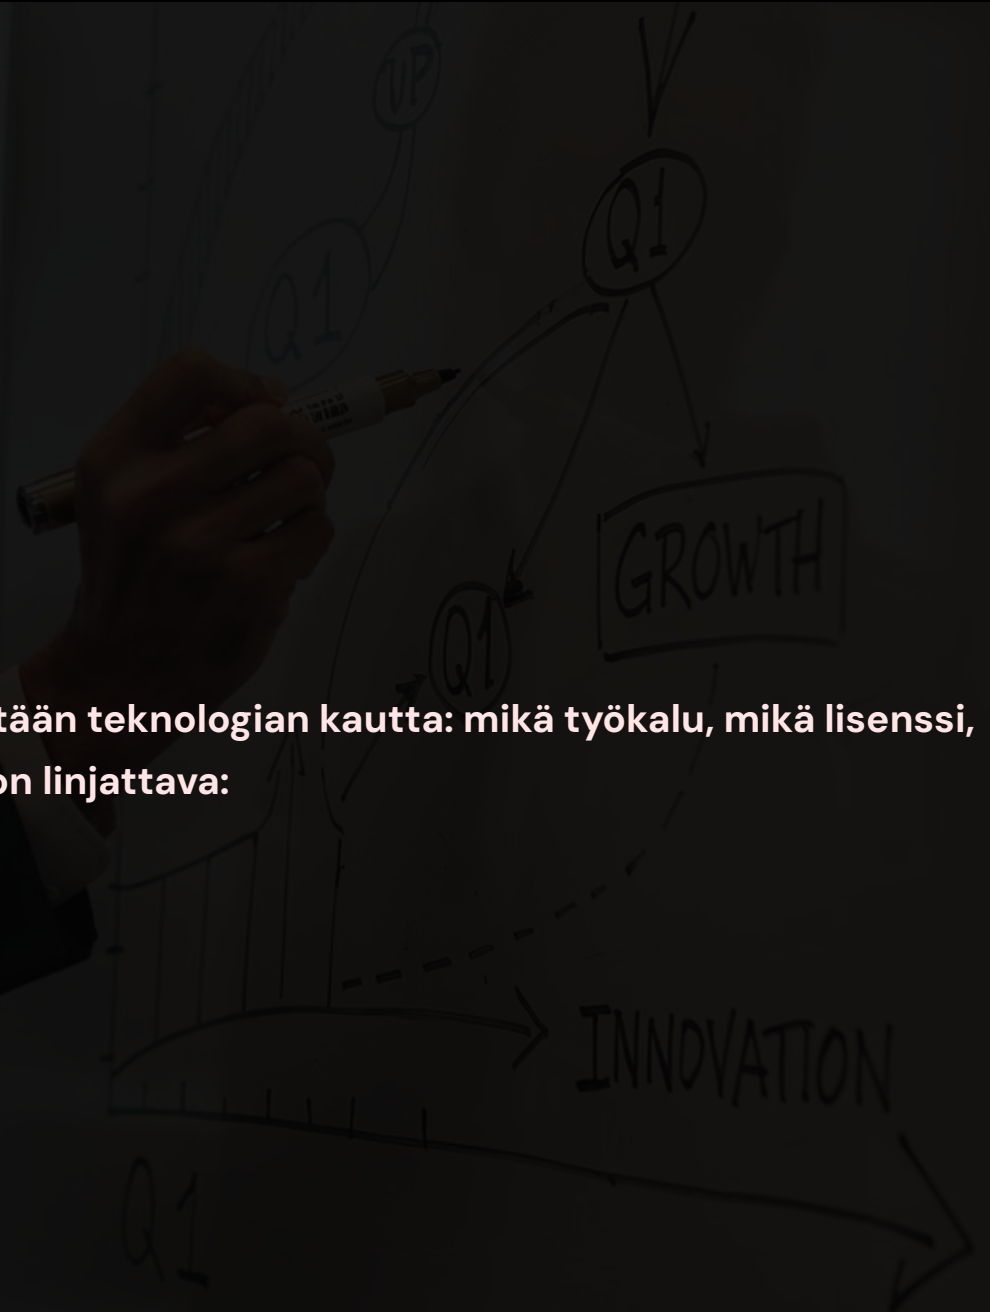 UP
Q1
Q1
GROWTH
Q1
tään teknologian kautta: mikä työkalu, mikä lisenssi,
on linjattava:
INNOVATION
Q1